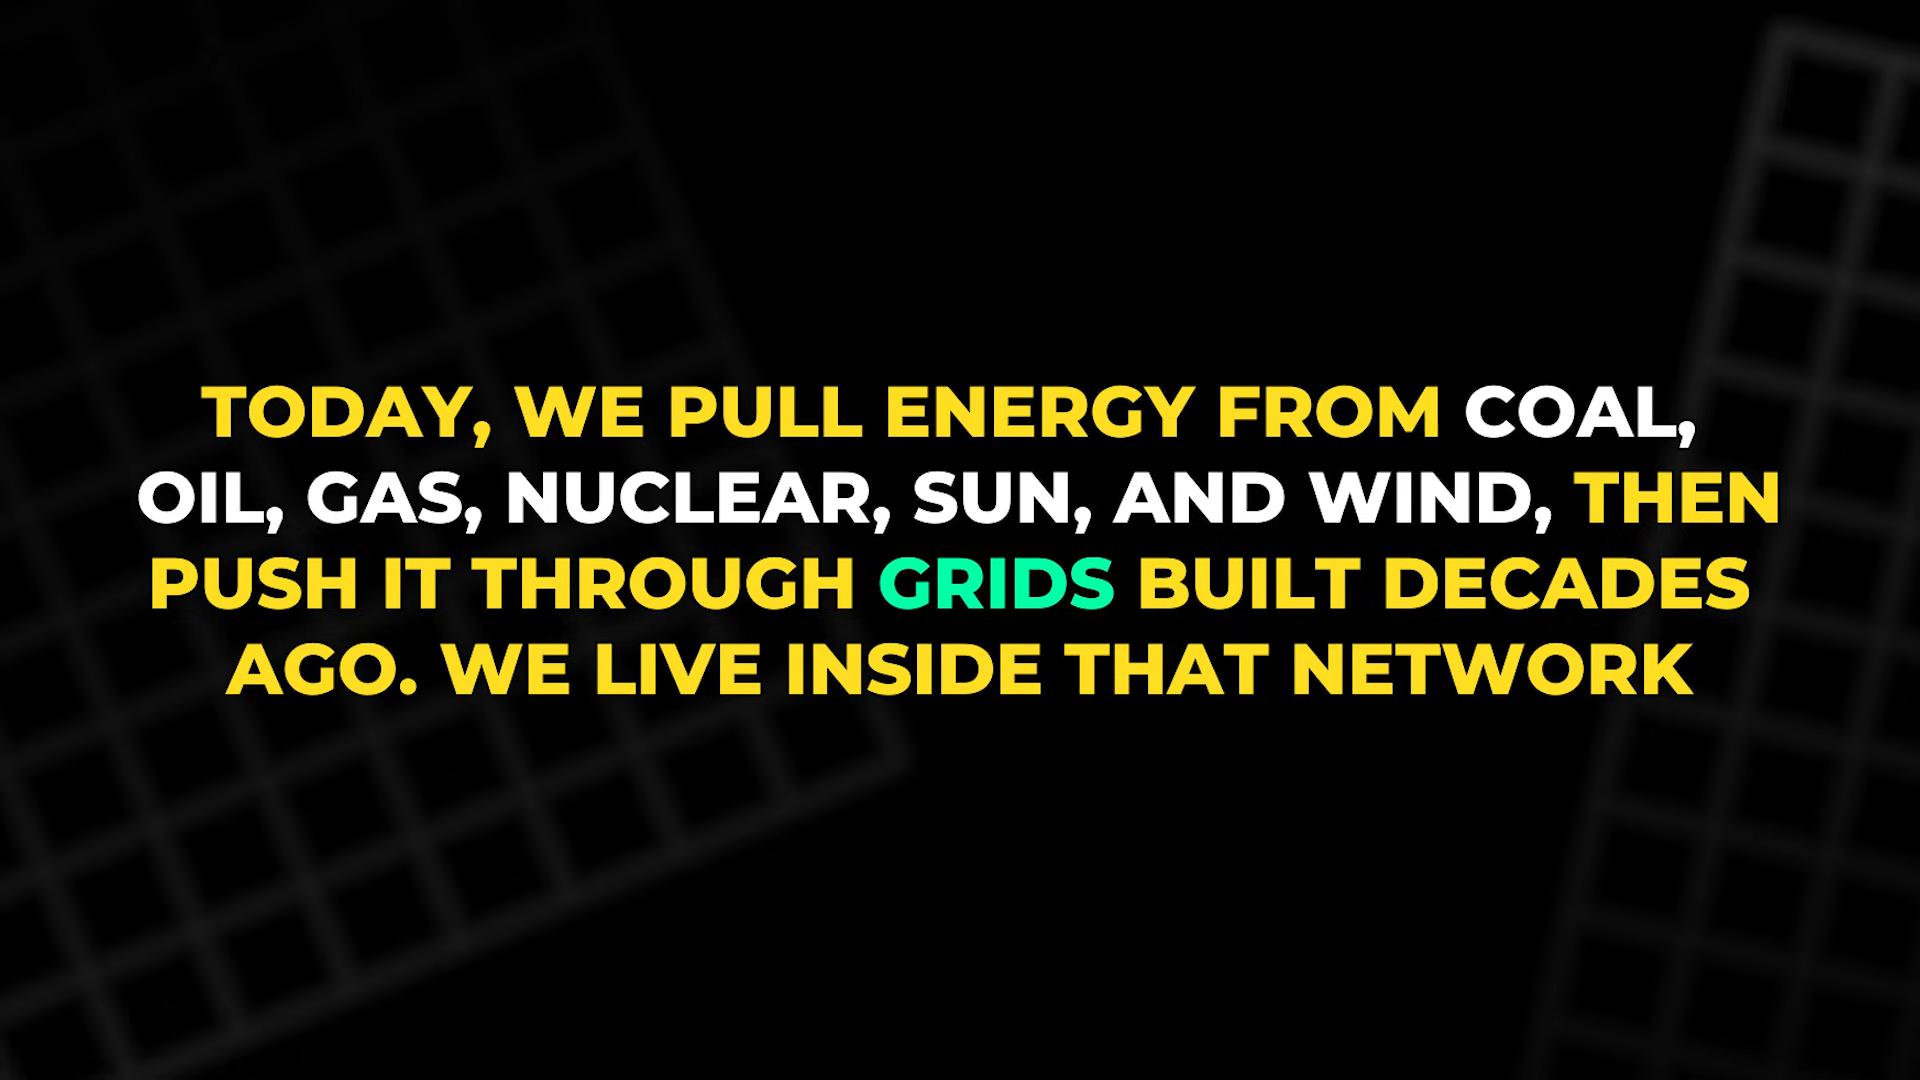 TODAY, WE PULL ENERGY FROM COAL,
OIL, GAS, NUCLEAR, SUN, AND WIND, THEN
PUSH IT THROUGH GRIDS BUILT DECADES
AGO. WE LIVE INSIDE THAT NETWORK